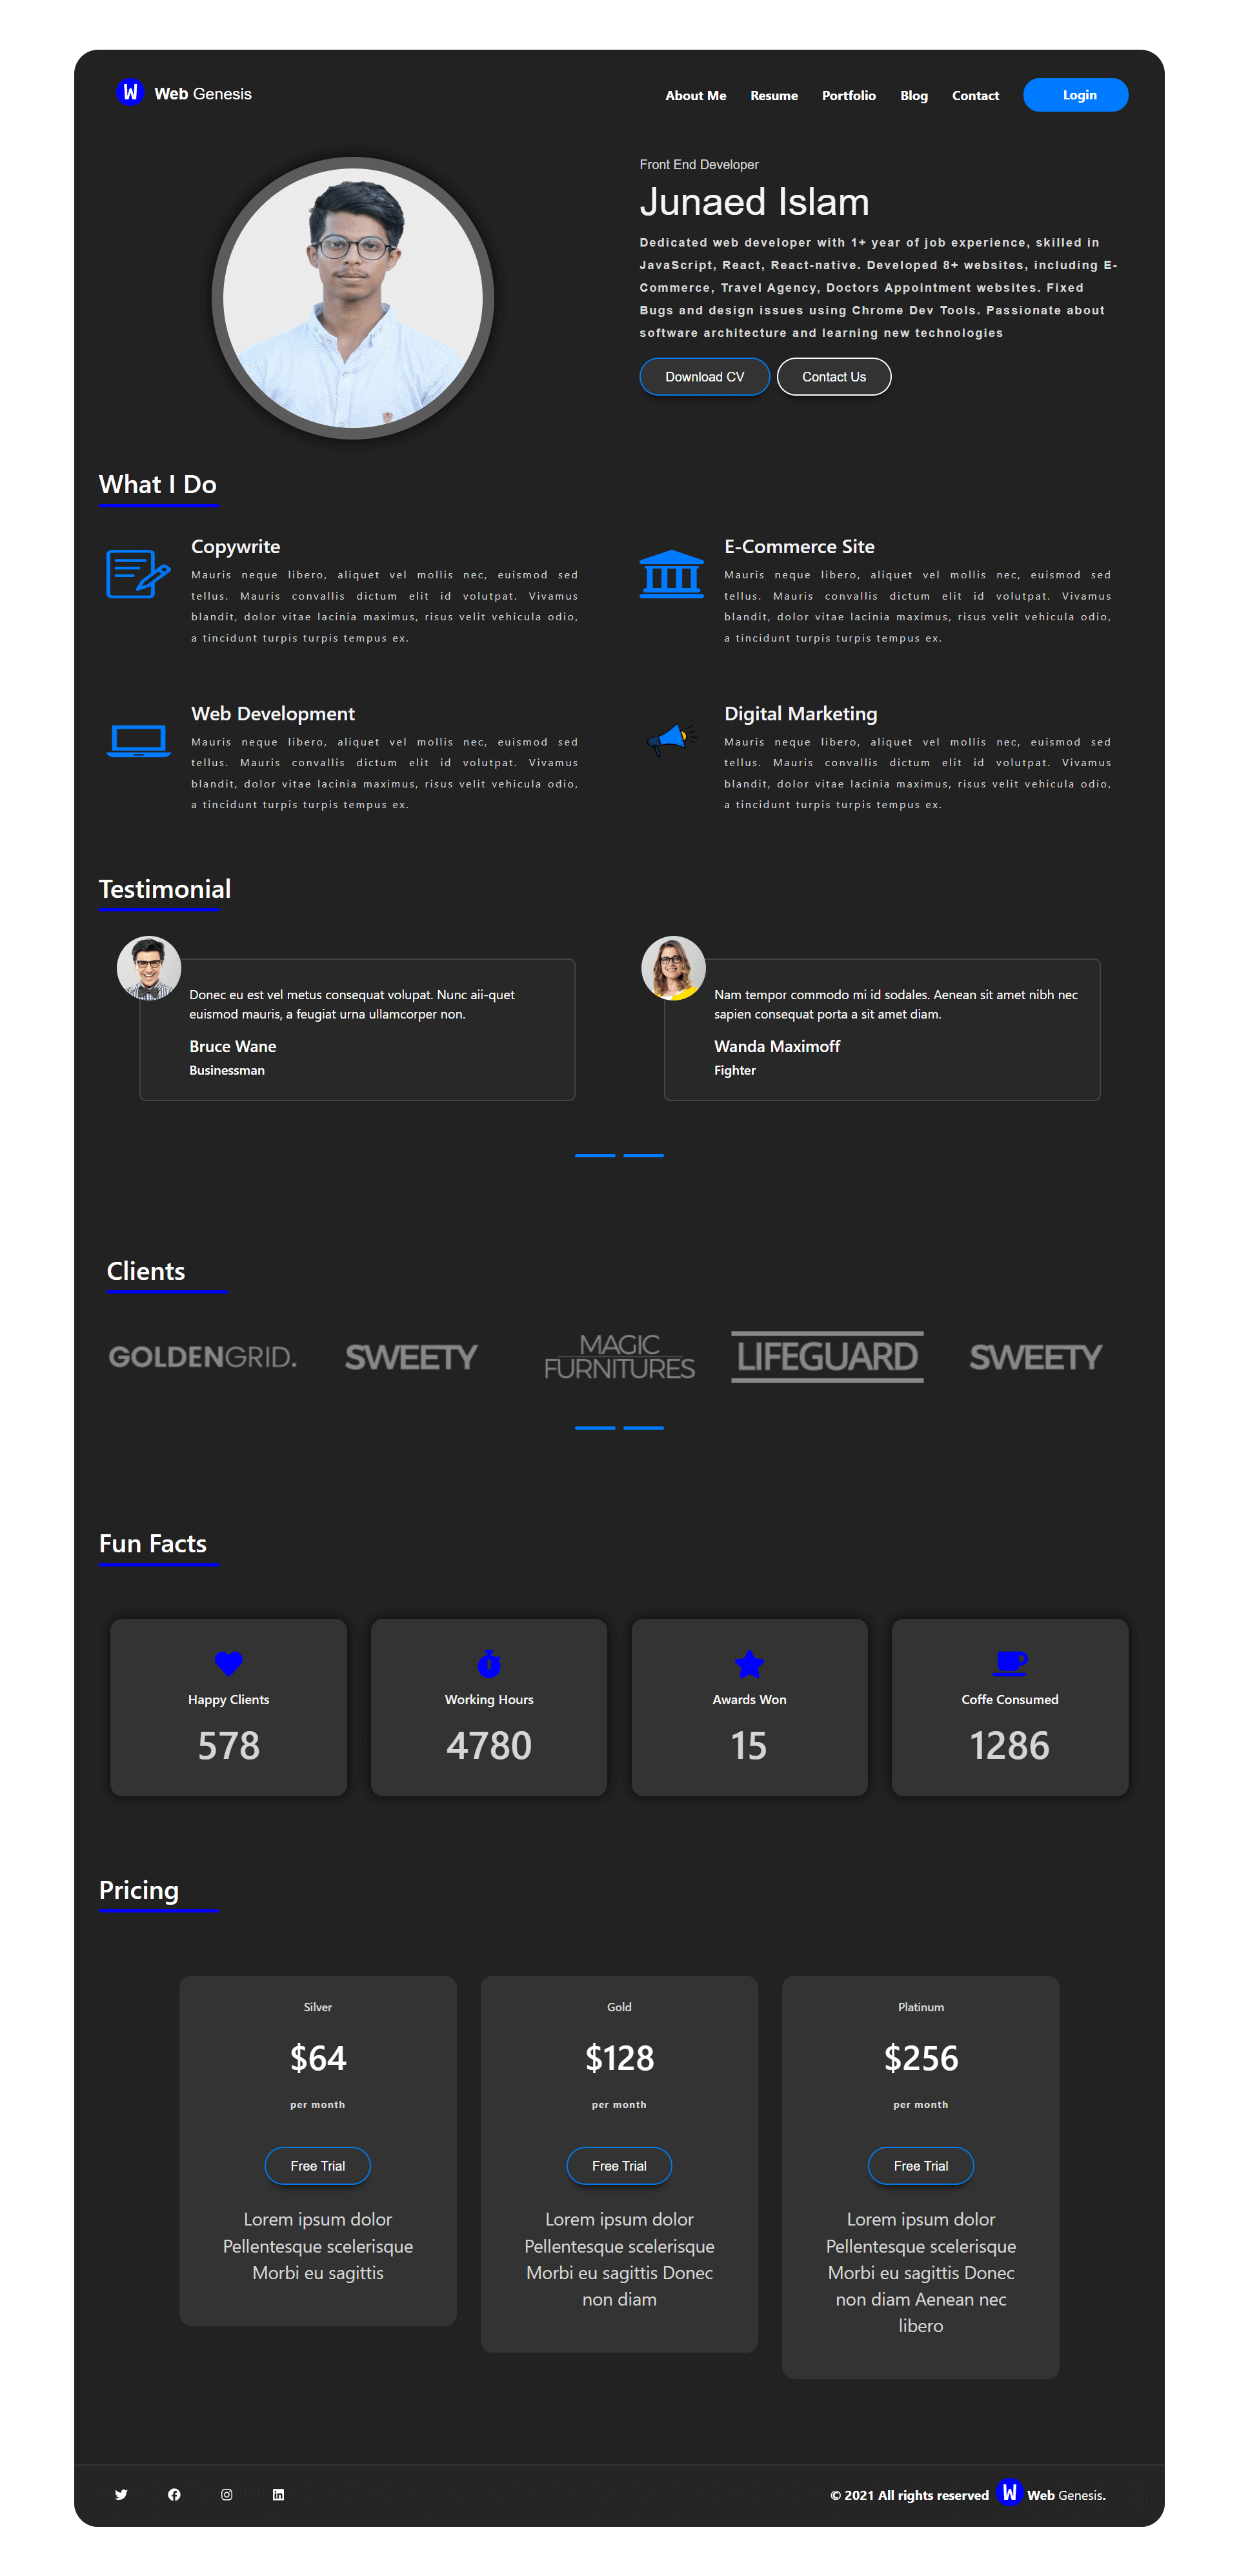 W Web Genesis
About Me Resume Portfolio Blog Contact Login
Front End Developer
Junaed Islam
Dedicated web developer with 1+ year of job experience, skilled in
JavaScript, React, React-native. Developed 8+ websites, including E-
Commerce, Travel Agency, Doctors Appointment websites. Fixed
Bugs and design issues using Chrome Dev Tools. Passionate about
software architecture and learning new technologies
Download CV Contact Us
What I Do
Copywrite
Mauris neque libero, aliquet vel mollis nec, euismod sed
tellus. Mauris convallis dictum elit id volutpat. Vivamus
blandit, dolor vitae lacinia maximus, risus velit vehicula odio,
a tincidunt turpis turpis tempus ex.
E-Commerce Site
Mauris neque libero, aliquet vel mollis nec, euismod sed
tellus. Mauris convallis dictum elit id volutpat. Vivamus
blandit, dolor vitae lacinia maximus, risus velit vehicula odio,
a tincidunt turpis turpis tempus ex.
Web Development
Mauris neque libero, aliquet vel mollis nec, euismod sed
tellus. Mauris convallis dictum elit id volutpat. Vivamus
blandit, dolor vitae lacinia maximus, risus velit vehicula odio,
a tincidunt turpis turpis tempus ex.
Digital Marketing
Mauris neque libero, aliquet vel mollis nec, euismod sed
tellus. Mauris convallis dictum elit id volutpat. Vivamus
blandit, dolor vitae lacinia maximus, risus velit vehicula odio,
a tincidunt turpis turpis tempus ex.
Testimonial
Donec eu est vel metus consequat volupat. Nunc aii-quet
euismod mauris, a feugiat urna ullamcorper non.
Bruce Wane
Businessman
Nam tempor commodo mi id sodales. Aenean sit amet nibh nec
sapien consequat porta a sit amet diam.
Wanda Maximoff
Fighter
Clients
GOLDENGRID.
SWEETY
MAGIC
FURNITURES
LIFEGUARD
SWEETY
Fun Facts
Happy Clients
578
Working Hours
4780
Awards Won
15
Coffe Consumed
1286
Pricing
Silver
$64
per month
Free Trial
Lorem ipsum dolor
Pellentesque scelerisque
Morbi eu sagittis
Gold
$128
per month
Free Trial
Lorem ipsum dolor
Pellentesque scelerisque
Morbi eu sagittis Donec
non diam
Platinum
$256
per month
Free Trial
Lorem ipsum dolor
Pellentesque scelerisque
Morbi eu sagittis Donec
non diam Aenean nec
libero
© 2021 All rights reserved W Web Genesis.